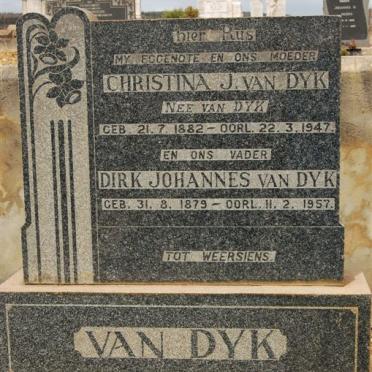 hier Rus
MY EGGENOTE EN ONS MOEDER
CHRISTINA J. VAN DYK
NEE VAN DYK
GEB. 21. 7. 1882 - OORL. 22. 3. 1947.
EN ONS VADER
DIRK JOHANNES VAN DYK
GEB. 31. 8. 1879 - OORL. 11. 2. 1957.
TOT WEERSIENS.
VAN DYK